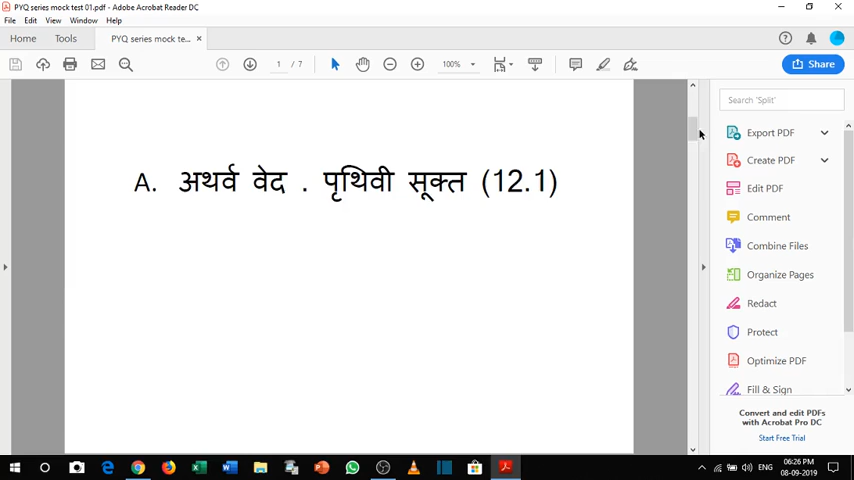 PYQ series mock test 01.pdf - Adobe Acrobat Reader DC
File Edit View Window Help
Home Tools PYQ series mock te... ×
1 / 7 100% Share
Search 'Split'
A. अथर्व वेद . पृथिवी सूक्त (12.1)
Export PDF
Create PDF
Edit PDF
Comment
Combine Files
Organize Pages
Redact
Protect
Optimize PDF
Fill & Sign
Convert and edit PDFs
with Acrobat Pro DC
Start Free Trial
ENG
06:26 PM
08-09-2019